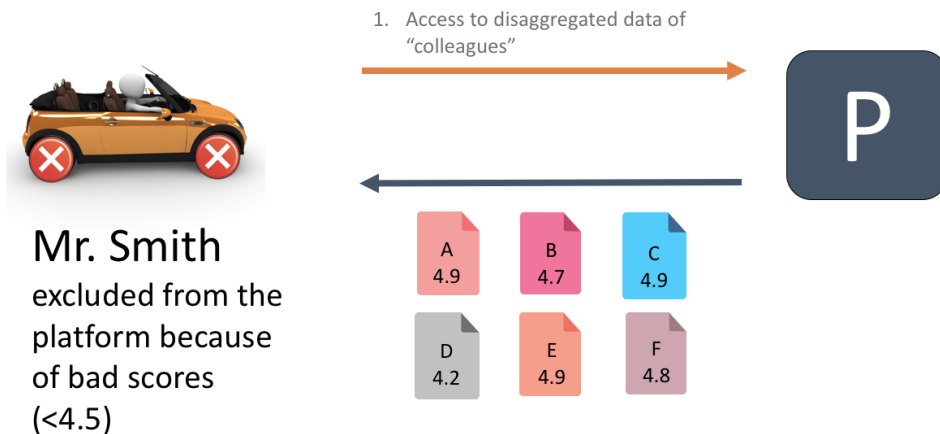 1. Access to disaggregated data of
“colleagues”
P
Mr. Smith
excluded from the
platform because
of bad scores
(<4.5)
A
4.9
B
4.7
C
4.9
D
4.2
E
4.9
F
4.8